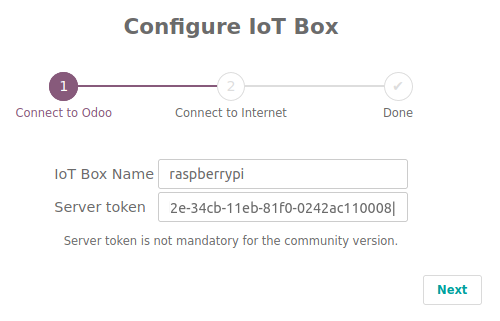 Configure IoT Box
1 2 ✔
Connect to Odoo Connect to Internet Done
IoT Box Name raspberrypi
Server token 2e-34cb-11eb-81f0-0242ac110008
Server token is not mandatory for the community version.
Next